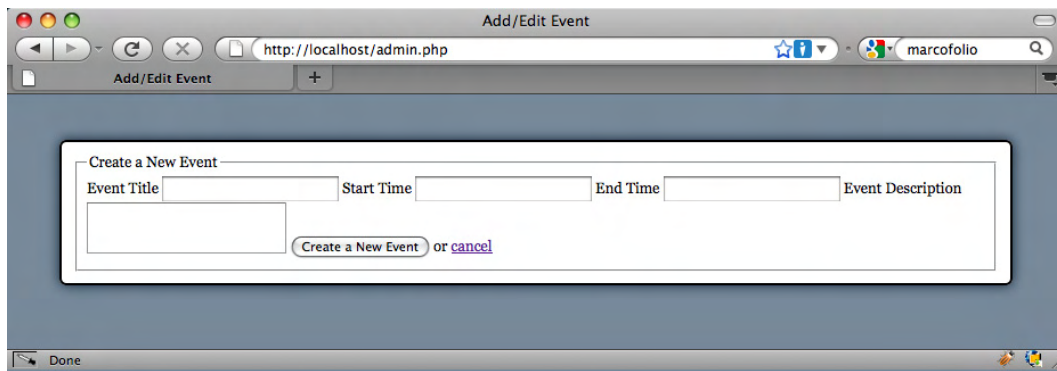 Add/Edit Event
http://localhost/admin.php
marcofolio
Add/Edit Event
Create a New Event
Event Title Start Time End Time Event Description
Create a New Event or cancel
Done